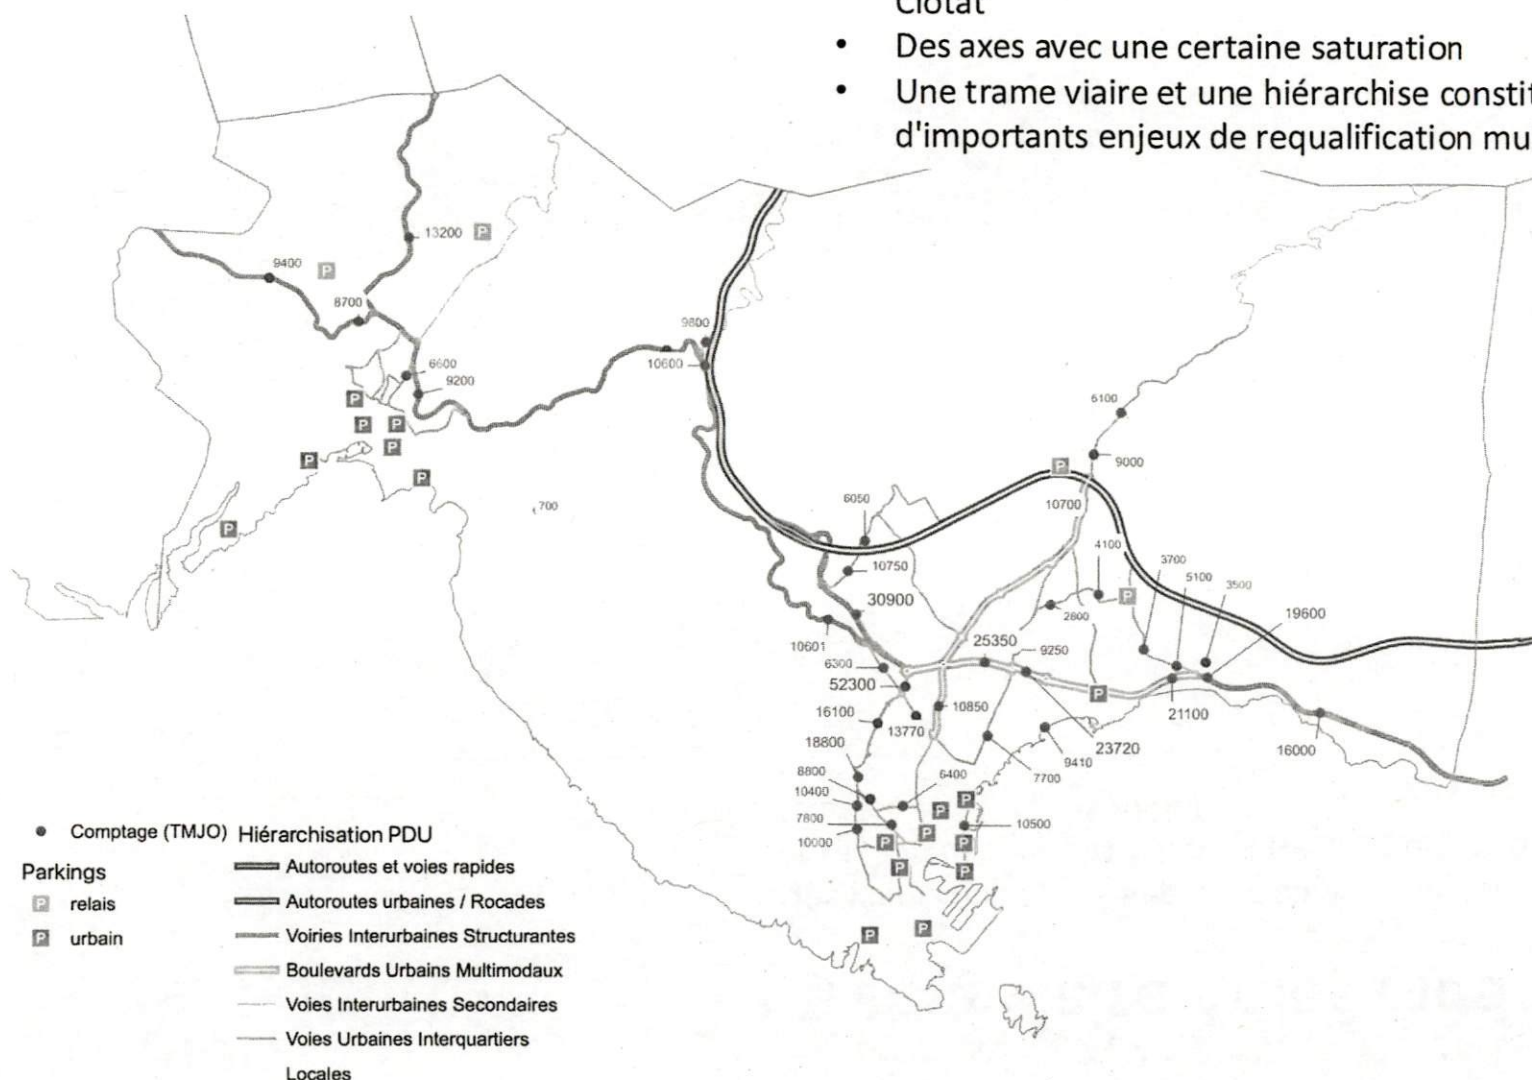 Ciotat
• Des axes avec une certaine saturation
• Une trame viaire et une hiérarchise constit
d'importants enjeux de requalification mu
13200
P
9400
P
8700
9800
10600
6600
9200
P
P
P
P
P
P
P
700
6100
P
9000
10700
6050
4100
10750
3700
5100
3500
30900
P
2800
19600
10601
25350
9250
6300
52300
P
10850
16100
13770
21100
23720
16000
18800
9410
7700
8800
6400
10400
P
P
7800
10500
P
10000
P
P
P
P
P
P
Comptage (TMJO)
Hiérarchisation PDU
Parkings
Autoroutes et voies rapides
P relais
Autoroutes urbaines / Rocades
P urbain
Voiries Interurbaines Structurantes
Boulevards Urbains Multimodaux
Voies Interurbaines Secondaires
Voies Urbaines Interquartiers
Locales